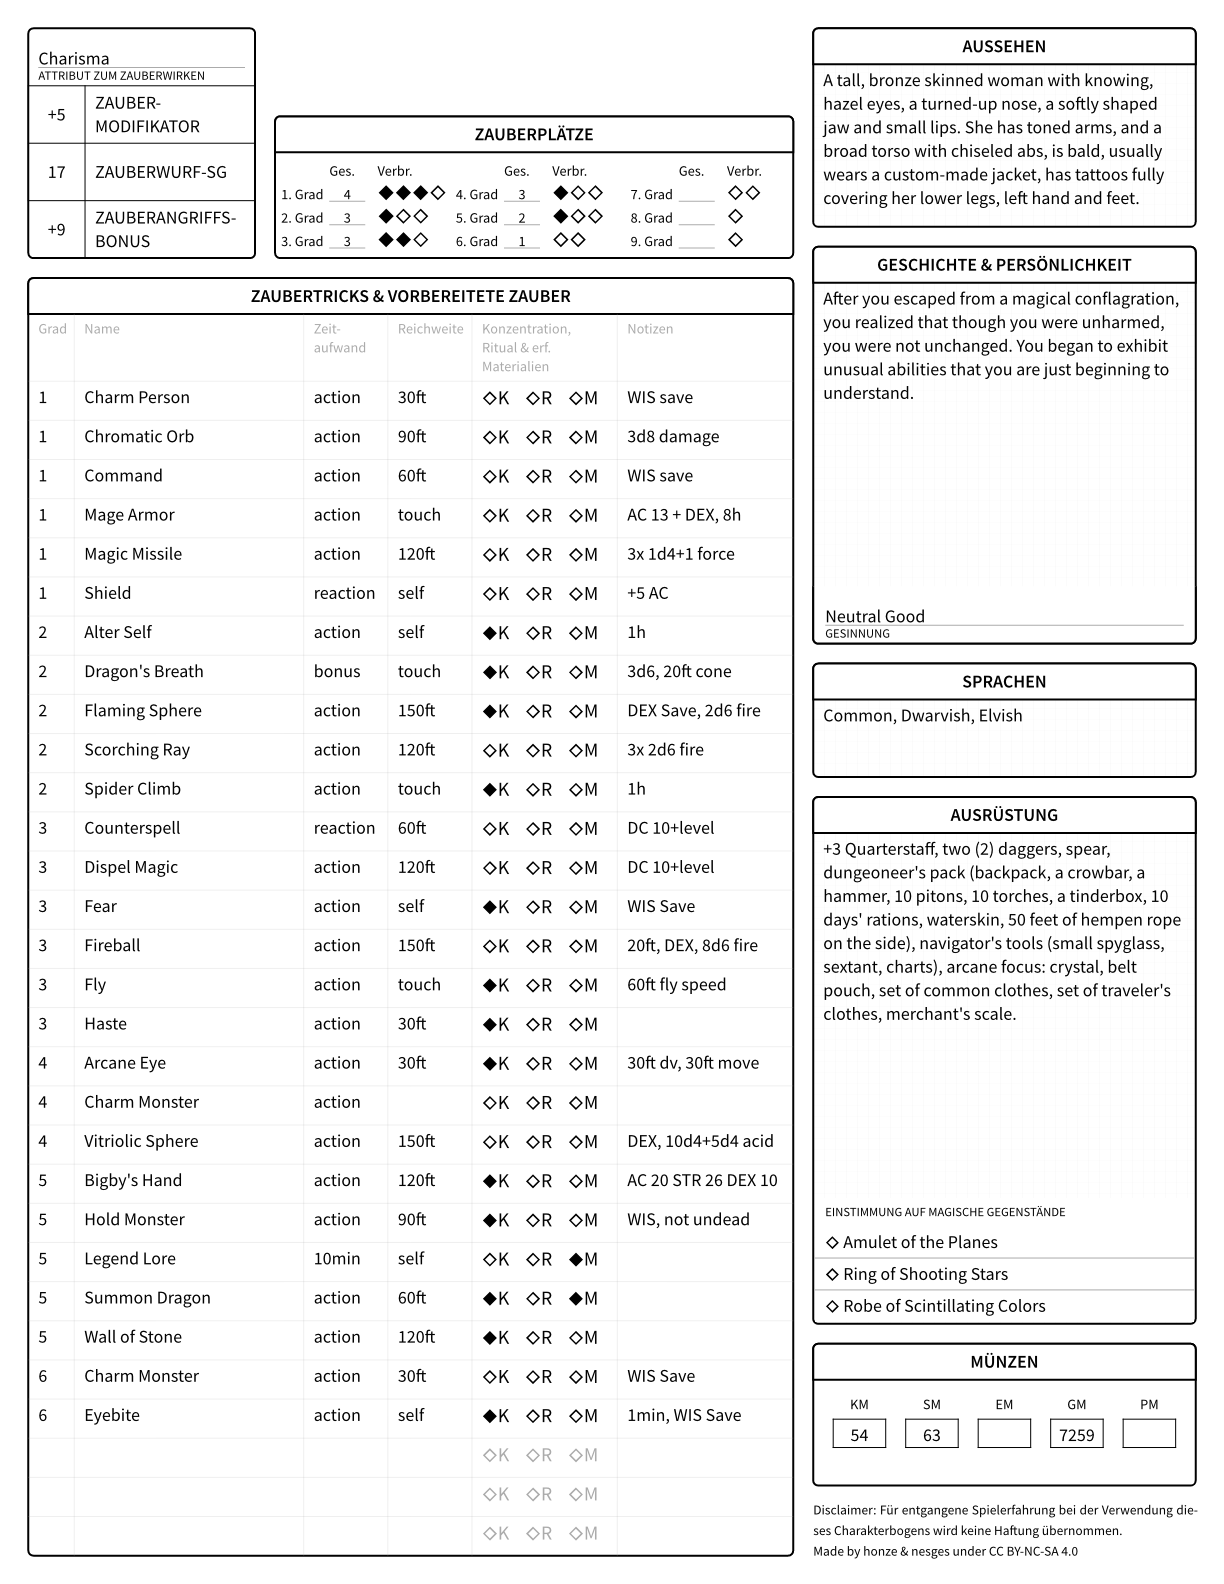 Charisma
ATTRIBUT ZUM ZAUBERWIRKEN
+5 ZAUBER-
MODIFIKATOR
17 ZAUBERWURF-SG
+9 ZAUBERANGRIFFS-
BONUS
ZAUBERPLÄTZE
Ges. Verbr. Ges. Verbr. Ges. Verbr.
1. Grad 4 ◆◆◆◇ 4. Grad 3 ◆◇◇ 7. Grad ◇◇
2. Grad 3 ◆◇◇ 5. Grad 2 ◆◇◇ 8. Grad ◇
3. Grad 3 ◆◆◇ 6. Grad 1 ◇◇ 9. Grad ◇
ZAUBERTRICKS & VORBEREITETE ZAUBER
Grad Name Zeit-
aufwand Reichweite Konzentration,
Ritual & erf.
Materialien Notizen
1 Charm Person action 30ft ◇K ◇R ◇M WIS save
1 Chromatic Orb action 90ft ◇K ◇R ◇M 3d8 damage
1 Command action 60ft ◇K ◇R ◇M WIS save
1 Mage Armor action touch ◇K ◇R ◇M AC 13 + DEX, 8h
1 Magic Missile action 120ft ◇K ◇R ◇M 3x 1d4+1 force
1 Shield reaction self ◇K ◇R ◇M +5 AC
2 Alter Self action self ◆K ◇R ◇M 1h
2 Dragon's Breath bonus touch ◆K ◇R ◇M 3d6, 20ft cone
2 Flaming Sphere action 150ft ◆K ◇R ◇M DEX Save, 2d6 fire
2 Scorching Ray action 120ft ◇K ◇R ◇M 3x 2d6 fire
2 Spider Climb action touch ◆K ◇R ◇M 1h
3 Counterspell reaction 60ft ◇K ◇R ◇M DC 10+level
3 Dispel Magic action 120ft ◇K ◇R ◇M DC 10+level
3 Fear action self ◆K ◇R ◇M WIS Save
3 Fireball action 150ft ◇K ◇R ◇M 20ft, DEX, 8d6 fire
3 Fly action touch ◆K ◇R ◇M 60ft fly speed
3 Haste action 30ft ◆K ◇R ◇M
4 Arcane Eye action 30ft ◆K ◇R ◇M 30ft dv, 30ft move
4 Charm Monster action ◇K ◇R ◇M
4 Vitriolic Sphere action 150ft ◇K ◇R ◇M DEX, 10d4+5d4 acid
5 Bigby's Hand action 120ft ◆K ◇R ◇M AC 20 STR 26 DEX 10
5 Hold Monster action 90ft ◆K ◇R ◇M WIS, not undead
5 Legend Lore 10min self ◇K ◇R ◆M
5 Summon Dragon action 60ft ◆K ◇R ◆M
5 Wall of Stone action 120ft ◆K ◇R ◇M
6 Charm Monster action 30ft ◇K ◇R ◇M WIS Save
6 Eyebite action self ◆K ◇R ◇M 1min, WIS Save
◇K ◇R ◇M
◇K ◇R ◇M
◇K ◇R ◇M
AUSSEHEN
A tall, bronze skinned woman with knowing,
hazel eyes, a turned-up nose, a softly shaped
jaw and small lips. She has toned arms, and a
broad torso with chiseled abs, is bald, usually
wears a custom-made jacket, has tattoos fully
covering her lower legs, left hand and feet.
GESCHICHTE & PERSÖNLICHKEIT
After you escaped from a magical conflagration,
you realized that though you were unharmed,
you were not unchanged. You began to exhibit
unusual abilities that you are just beginning to
understand.
Neutral Good
GESINNUNG
SPRACHEN
Common, Dwarvish, Elvish
AUSRÜSTUNG
+3 Quarterstaff, two (2) daggers, spear,
dungeoneer's pack (backpack, a crowbar, a
hammer, 10 pitons, 10 torches, a tinderbox, 10
days' rations, waterskin, 50 feet of hempen rope
on the side), navigator's tools (small spyglass,
sextant, charts), arcane focus: crystal, belt
pouch, set of common clothes, set of traveler's
clothes, merchant's scale.
EINSTIMMUNG AUF MAGISCHE GEGENSTÄNDE
◇ Amulet of the Planes
◇ Ring of Shooting Stars
◇ Robe of Scintillating Colors
MÜNZEN
KM SM EM GM PM
54 63 7259
Disclaimer: Für entgangene Spielerfahrung bei der Verwendung die-
ses Charakterbogens wird keine Haftung übernommen.
Made by honze & nesges under CC BY-NC-SA 4.0